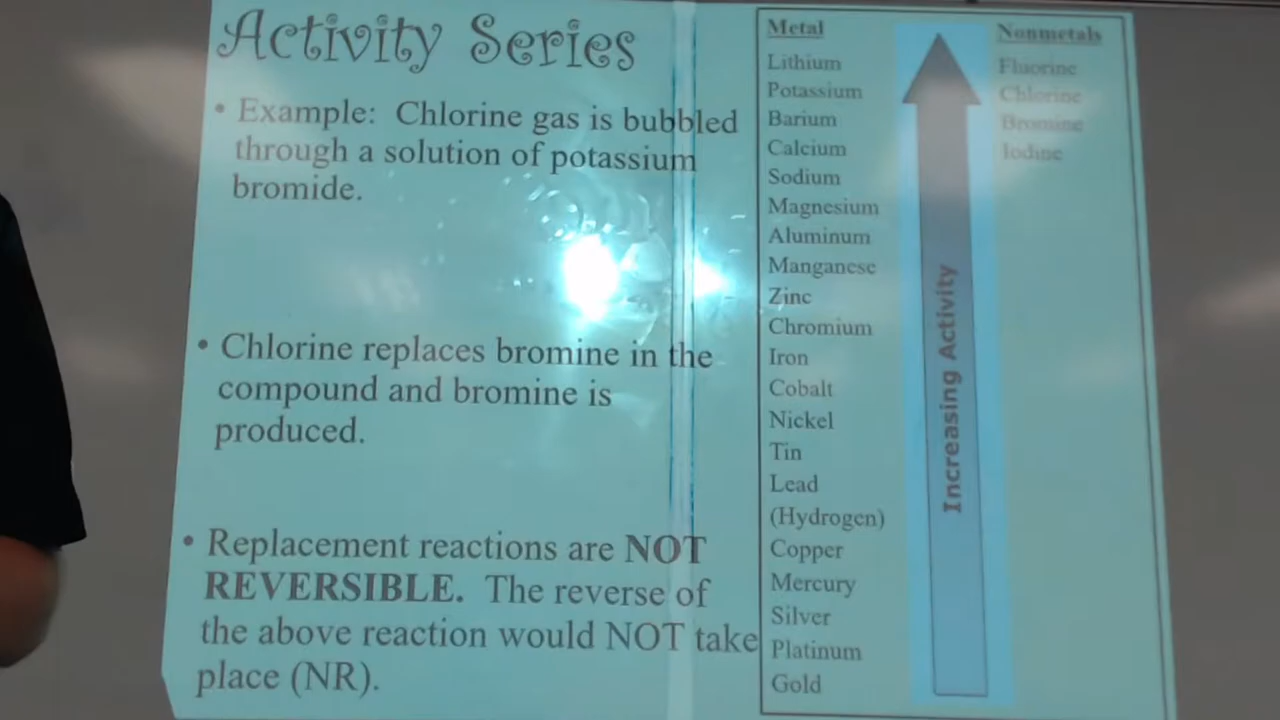 Activity Series
• Example: Chlorine gas is bubbled
through a solution of potassium
bromide.
• Chlorine replaces bromine in the
compound and bromine is
produced.
• Replacement reactions are NOT
REVERSIBLE. The reverse of
the above reaction would NOT take
place (NR).
Metal
Lithium
Potassium
Barium
Calcium
Sodium
Magnesium
Aluminum
Manganese
Zinc
Chromium
Iron
Cobalt
Nickel
Tin
Lead
(Hydrogen)
Copper
Mercury
Silver
Platinum
Gold
Increasing Activity
Nonmetals
Fluorine
Chlorine
Bromine
Iodine